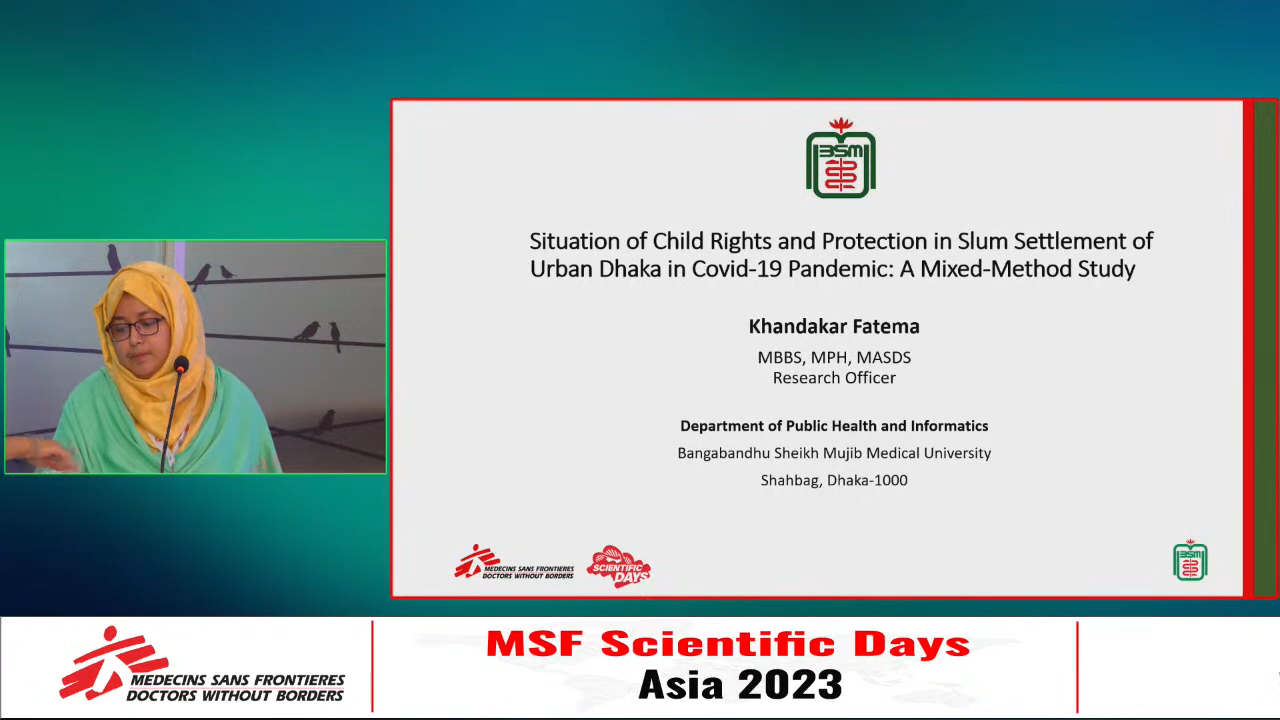 BSM
Situation of Child Rights and Protection in Slum Settlement of
Urban Dhaka in Covid-19 Pandemic: A Mixed-Method Study
Khandakar Fatema
MBBS, MPH, MASDS
Research Officer
Department of Public Health and Informatics
Bangabandhu Sheikh Mujib Medical University
Shahbag, Dhaka-1000
MEDECINS SANS FRONTIERES
DOCTORS WITHOUT BORDERS
SCIENTIFIC
DAYS
BSM
MEDECINS SANS FRONTIERES
DOCTORS WITHOUT BORDERS
MSF Scientific Days
Asia 2023